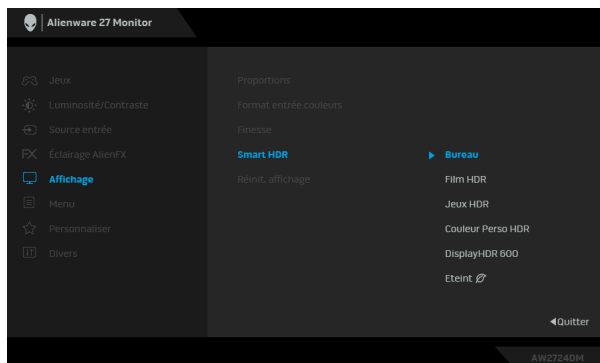 Alienware 27 Monitor
Jeux
Luminosité/Contraste
Source entrée
Éclairage AlienFX
Affichage
Menu
Personnaliser
Divers
Proportions
Format entrée couleurs
Finesse
Smart HDR
Réinit. affichage
Bureau
Film HDR
Jeux HDR
Couleur Perso HDR
DisplayHDR 600
Eteint
Quitter
AW2724DM